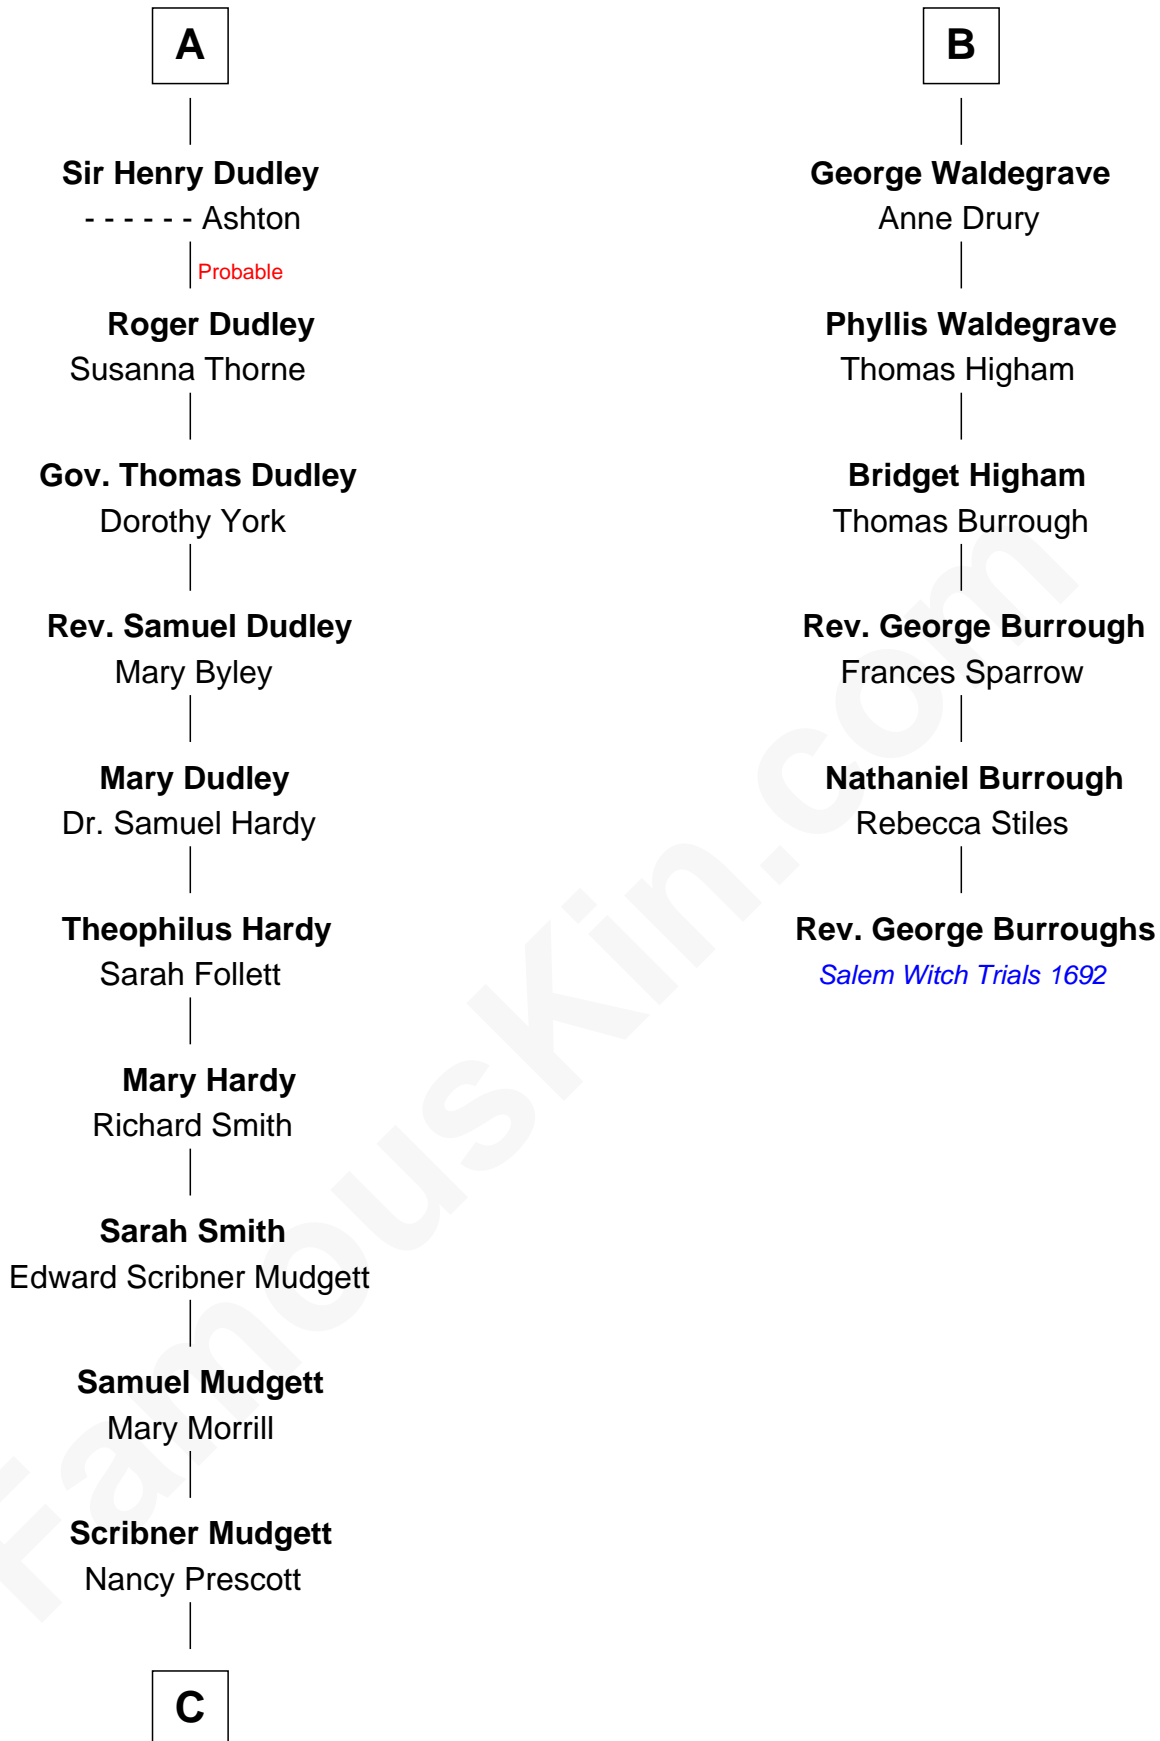 A
Sir Henry Dudley
- - - - - - Ashton
Probable
Roger Dudley
Susanna Thorne
Gov. Thomas Dudley
Dorothy York
Rev. Samuel Dudley
Mary Byley
Mary Dudley
Dr. Samuel Hardy
Theophilus Hardy
Sarah Follett
Mary Hardy
Richard Smith
Sarah Smith
Edward Scribner Mudgett
Samuel Mudgett
Mary Morrill
Scribner Mudgett
Nancy Prescott
C
B
George Waldegrave
Anne Drury
Phyllis Waldegrave
Thomas Higham
Bridget Higham
Thomas Burrough
Rev. George Burrough
Frances Sparrow
Nathaniel Burrough
Rebecca Stiles
Rev. George Burroughs
Salem Witch Trials 1692
FamousKin.com